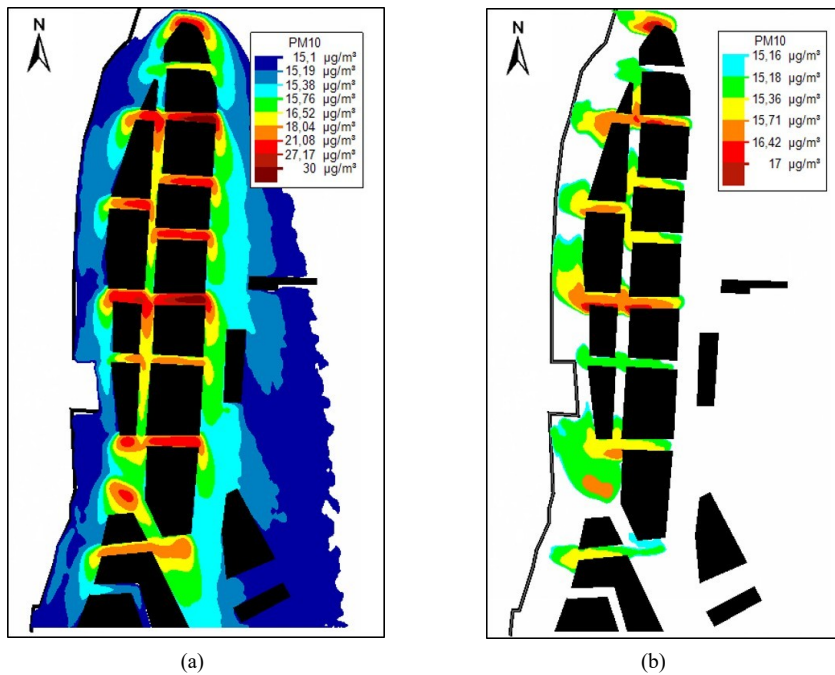 N
PM10
15,1 µg/m³
15,19 µg/m³
15,38 µg/m³
15,76 µg/m³
16,52 µg/m³
18,04 µg/m³
21,08 µg/m³
27,17 µg/m³
30 µg/m³
(a)
N
PM10
15,16 µg/m³
15,18 µg/m³
15,36 µg/m³
15,71 µg/m³
16,42 µg/m³
17 µg/m³
(b)